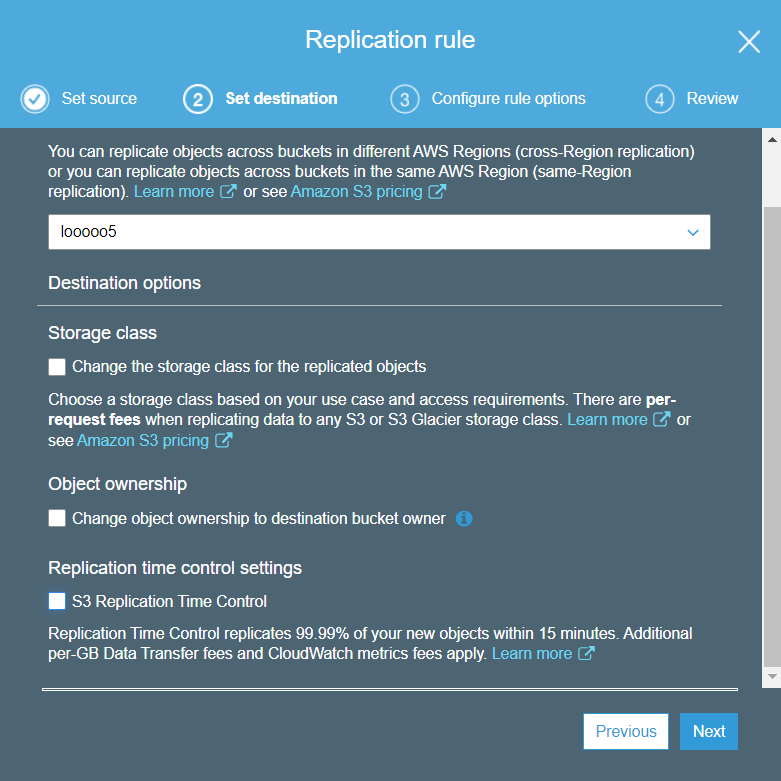 Replication rule
Set source
2 Set destination
3 Configure rule options
4 Review
You can replicate objects across buckets in different AWS Regions (cross-Region replication)
or you can replicate objects across buckets in the same AWS Region (same-Region
replication). Learn more or see Amazon S3 pricing
looooo5
Destination options
Storage class
Change the storage class for the replicated objects
Choose a storage class based on your use case and access requirements. There are per-
request fees when replicating data to any S3 or S3 Glacier storage class. Learn more or
see Amazon S3 pricing
Object ownership
Change object ownership to destination bucket owner
Replication time control settings
S3 Replication Time Control
Replication Time Control replicates 99.99% of your new objects within 15 minutes. Additional
per-GB Data Transfer fees and CloudWatch metrics fees apply. Learn more
Previous Next